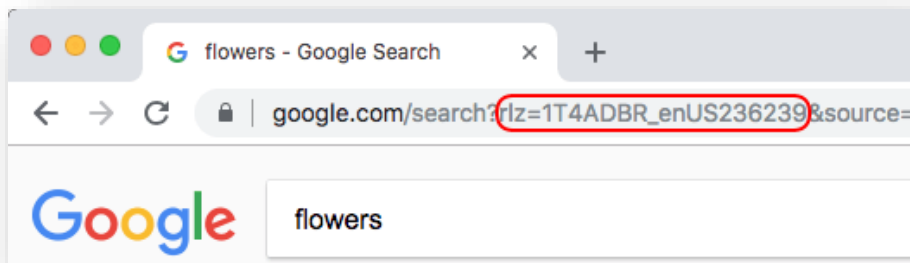 flowers - Google Search
google.com/search?rlz=1T4ADBR_enUS236239&source=
Google
flowers